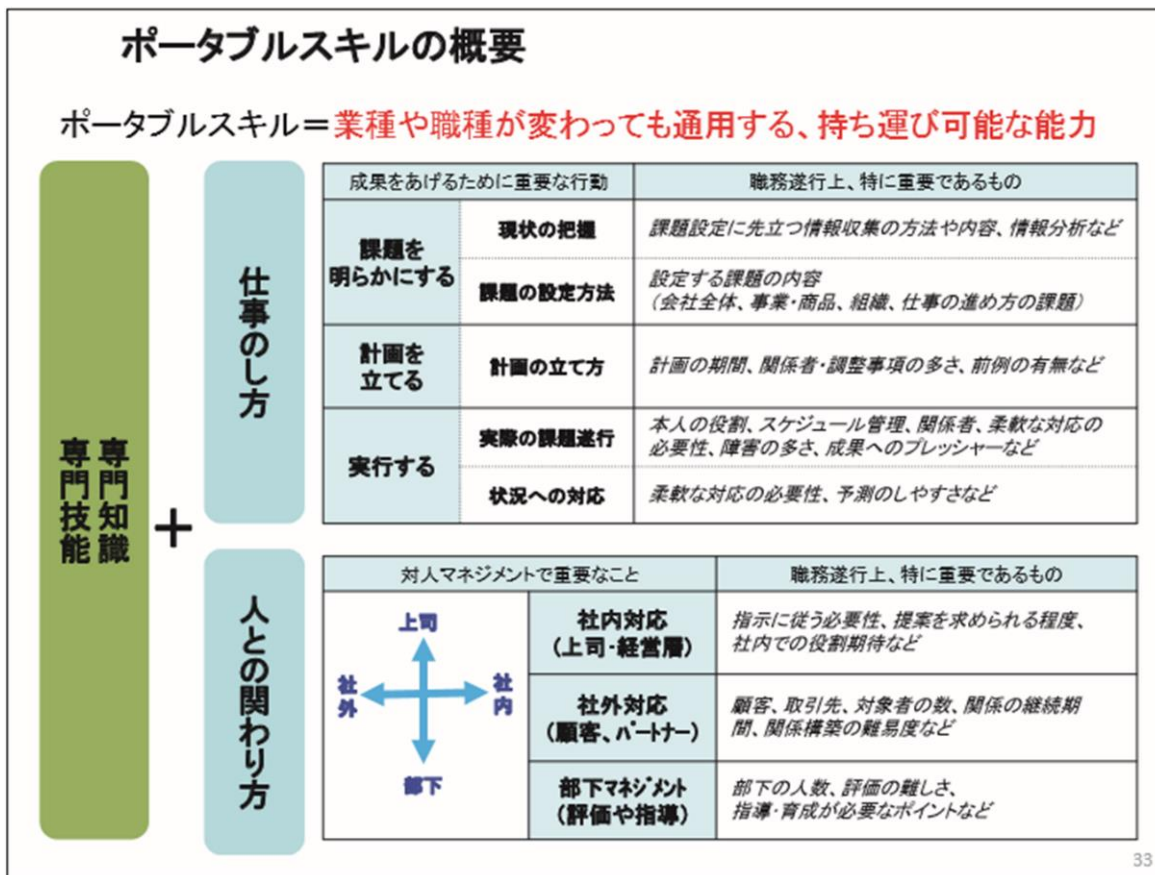 ポータブルスキルの概要
ポータブルスキル＝業種や職種が変わっても通用する、持ち運び可能な能力
専門知識
専門技能
＋
仕事のし方
成果をあげるために重要な行動
職務遂行上、特に重要であるもの
課題を
明らかにする
現状の把握
課題設定に先立つ情報収集の方法や内容、情報分析など
課題の設定方法
設定する課題の内容
（会社全体、事業・商品、組織、仕事の進め方の課題）
計画を
立てる
計画の立て方
計画の期間、関係者・調整事項の多さ、前例の有無など
実行する
実際の課題遂行
本人の役割、スケジュール管理、関係者、柔軟な対応の
必要性、障害の多さ、成果へのプレッシャーなど
状況への対応
柔軟な対応の必要性、予測のしやすさなど
人との関わり方
対人マネジメントで重要なこと
職務遂行上、特に重要であるもの
上司
社外
社内
部下
社内対応
（上司・経営層）
指示に従う必要性、提案を求められる程度、
社内での役割期待など
社外対応
（顧客、パートナー）
顧客、取引先、対象者の数、関係の継続期
間、関係構築の難易度など
部下マネジメント
（評価や指導）
部下の人数、評価の難しさ、
指導・育成が必要なポイントなど
33